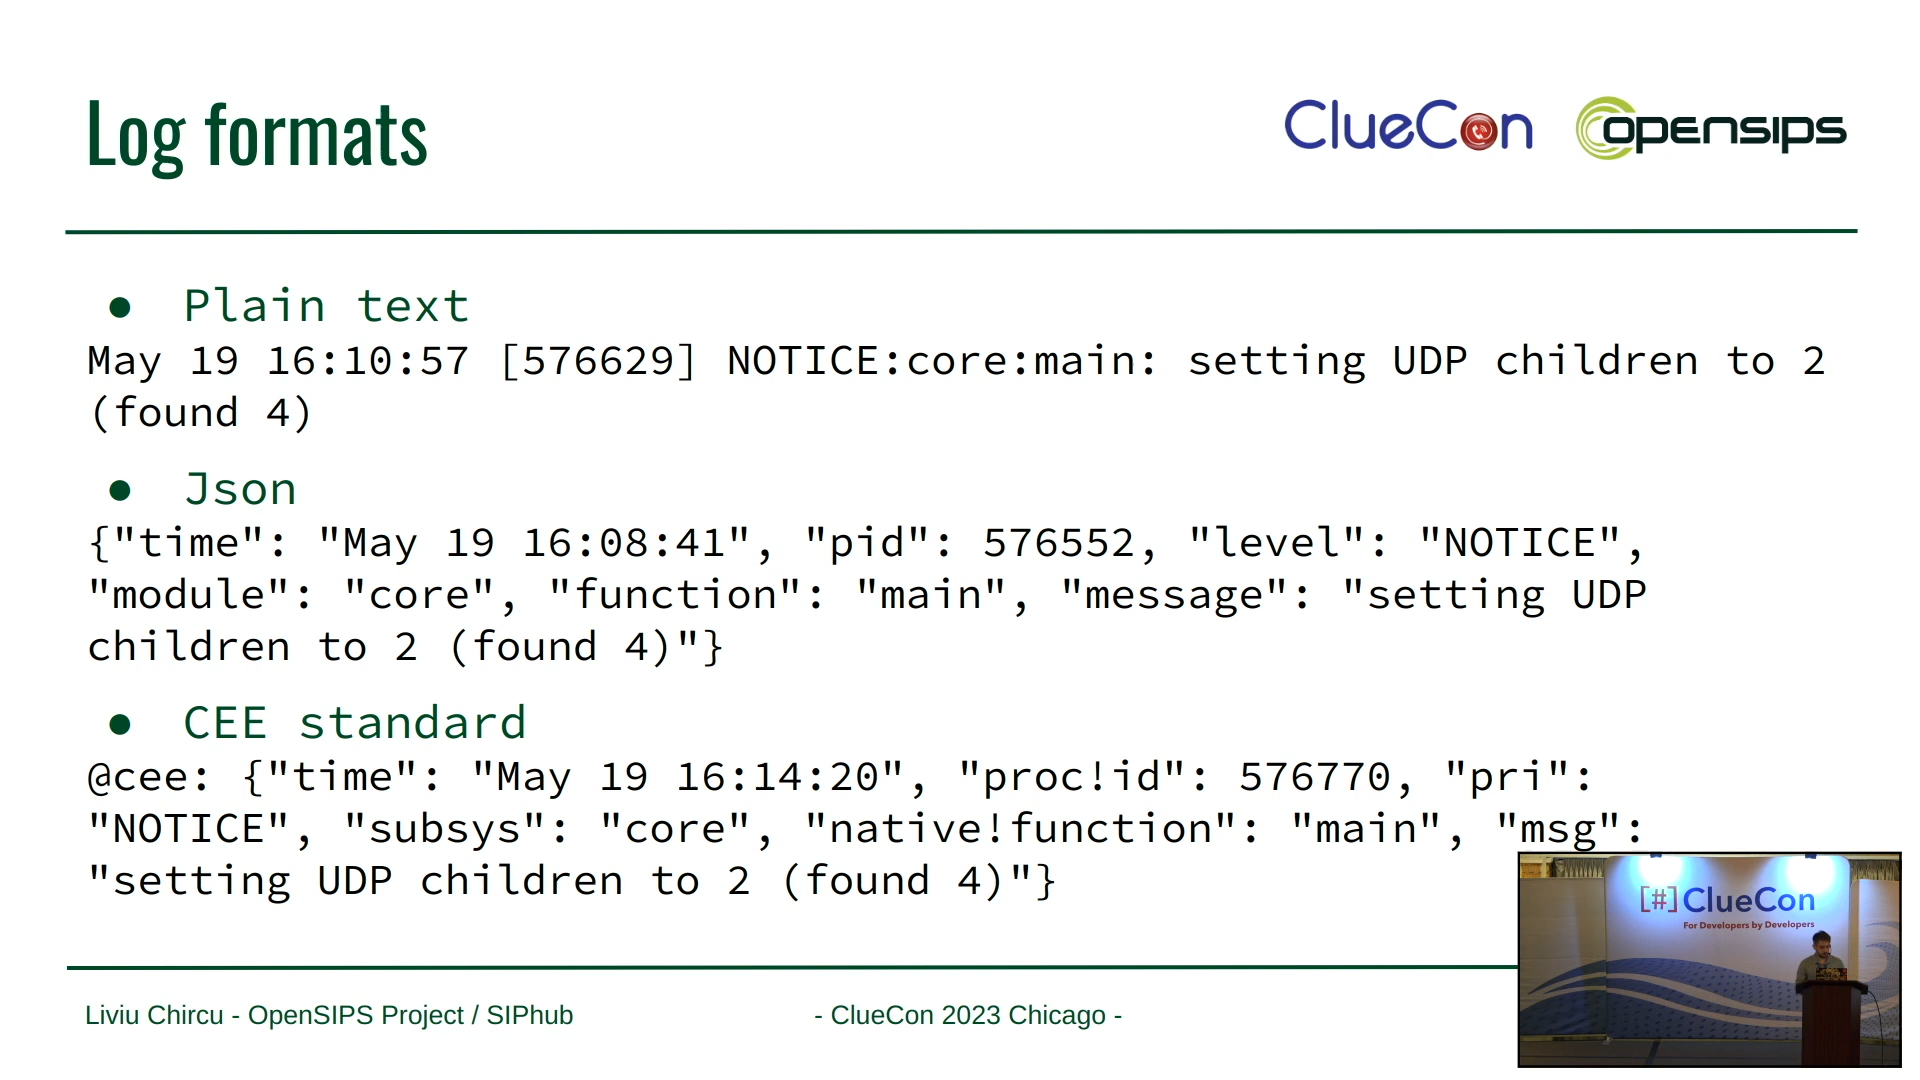 Log formats
ClueCon opensips
● Plain text
May 19 16:10:57 [576629] NOTICE:core:main: setting UDP children to 2
(found 4)
● Json
{"time": "May 19 16:08:41", "pid": 576552, "level": "NOTICE",
"module": "core", "function": "main", "message": "setting UDP
children to 2 (found 4)"}
● CEE standard
@cee: {"time": "May 19 16:14:20", "proc!id": 576770, "pri":
"NOTICE", "subsys": "core", "native!function": "main", "msg":
"setting UDP children to 2 (found 4)"}
[#] ClueCon
For Developers by Developers
Liviu Chircu - OpenSIPS Project / SIPhub
- ClueCon 2023 Chicago -